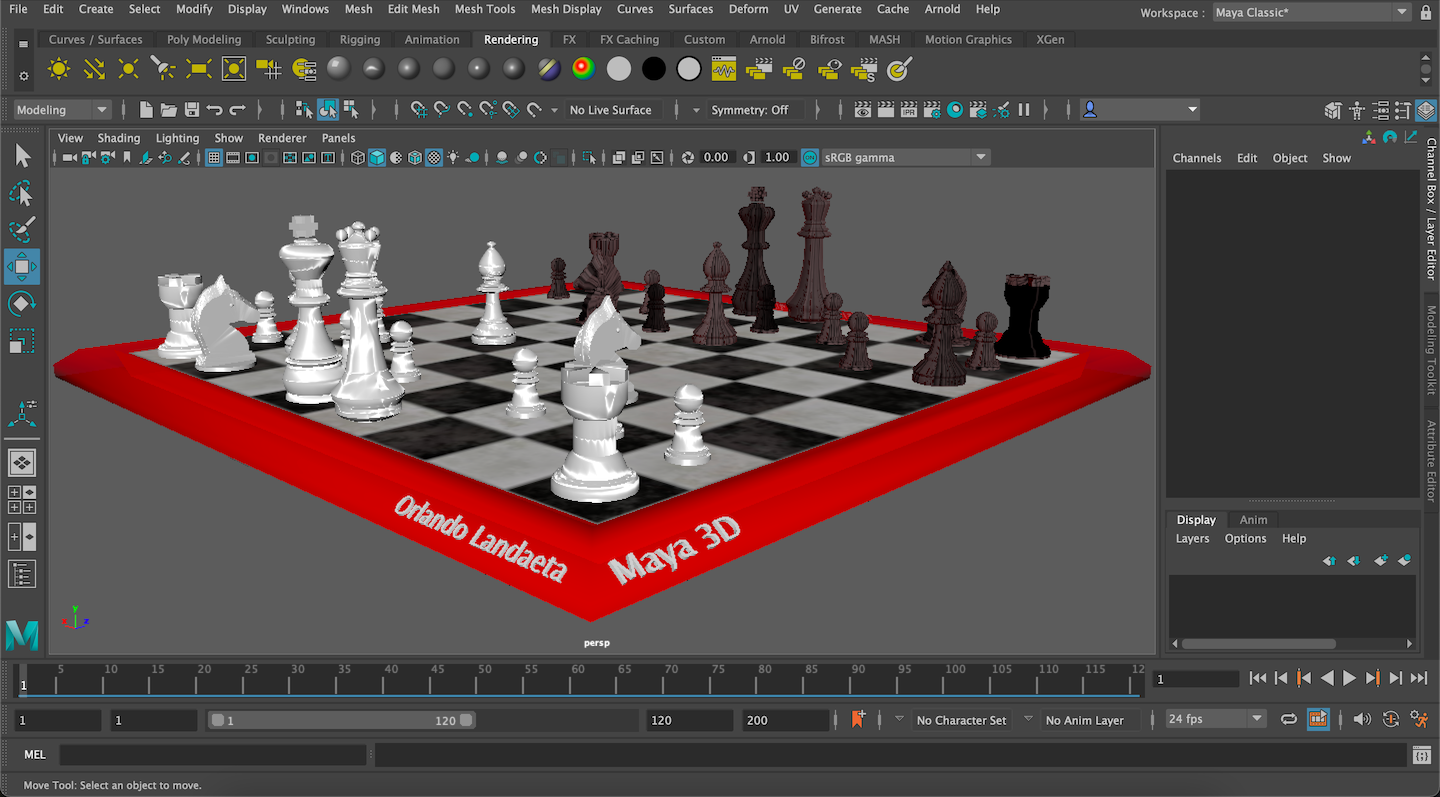 File Edit Create Select Modify Display Windows Mesh Edit Mesh Mesh Tools Mesh Display Curves Surfaces Deform UV Generate Cache Arnold Help
Workspace : Maya Classic*
Curves / Surfaces Poly Modeling Sculpting Rigging Animation Rendering FX FX Caching Custom Arnold Bifrost MASH Motion Graphics XGen
Modeling No Live Surface Symmetry: Off
IPR
View Shading Lighting Show Renderer Panels
0.00 1.00 ON sRGB gamma
Channels Edit Object Show
Channel Box / Layer Editor
Modeling Toolkit
Attribute Editor
Orlando Landaeta
Maya 3D
Display Anim
Layers Options Help
y
z
persp
5 10 15 20 25 30 35 40 45 50 55 60 65 70 75 80 85 90 95 100 105 110 115 12
1 1
1 1 1 120 120 200 No Character Set No Anim Layer 24 fps
MEL
Move Tool: Select an object to move.